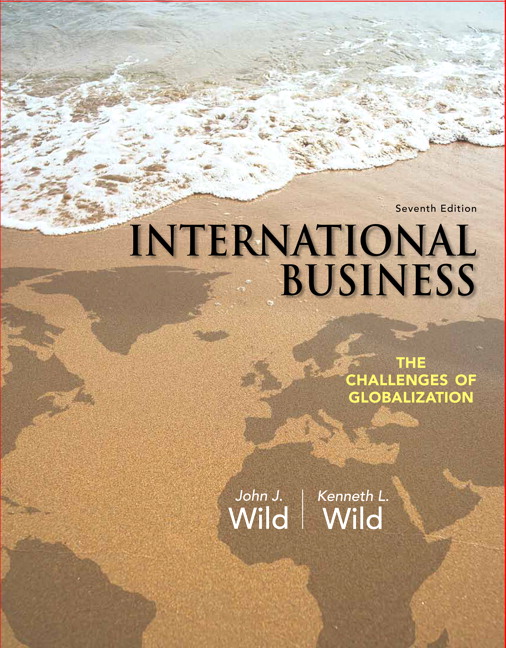 Seventh Edition
INTERNATIONAL
BUSINESS
THE
CHALLENGES OF
GLOBALIZATION
John J.
Wild
Kenneth L.
Wild